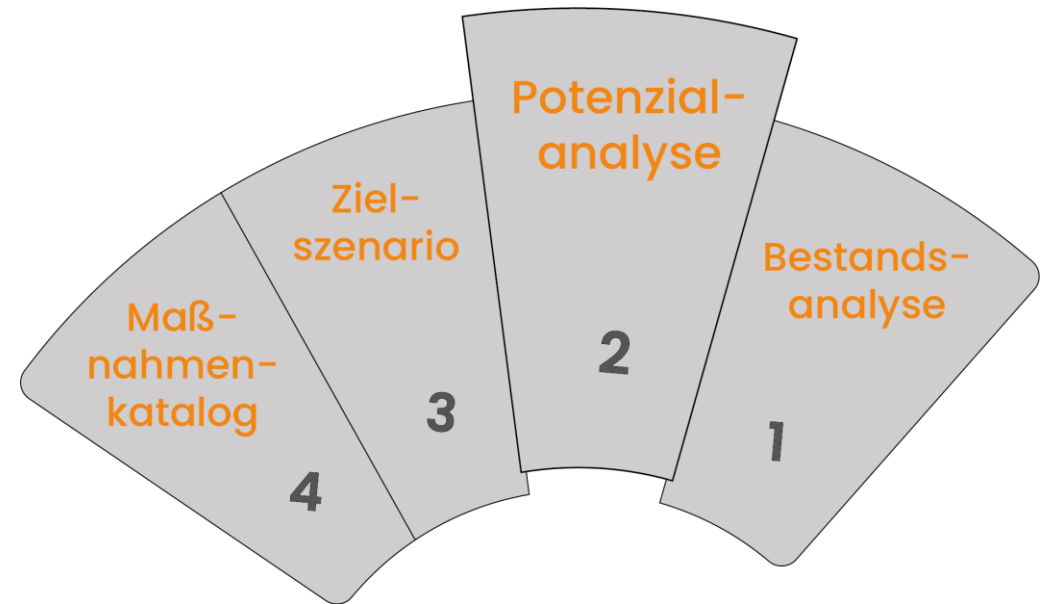 Potenzial-
analyse
2
Ziel-
szenario
3
Bestands-
analyse
1
Maß-
nahmen-
katalog
4